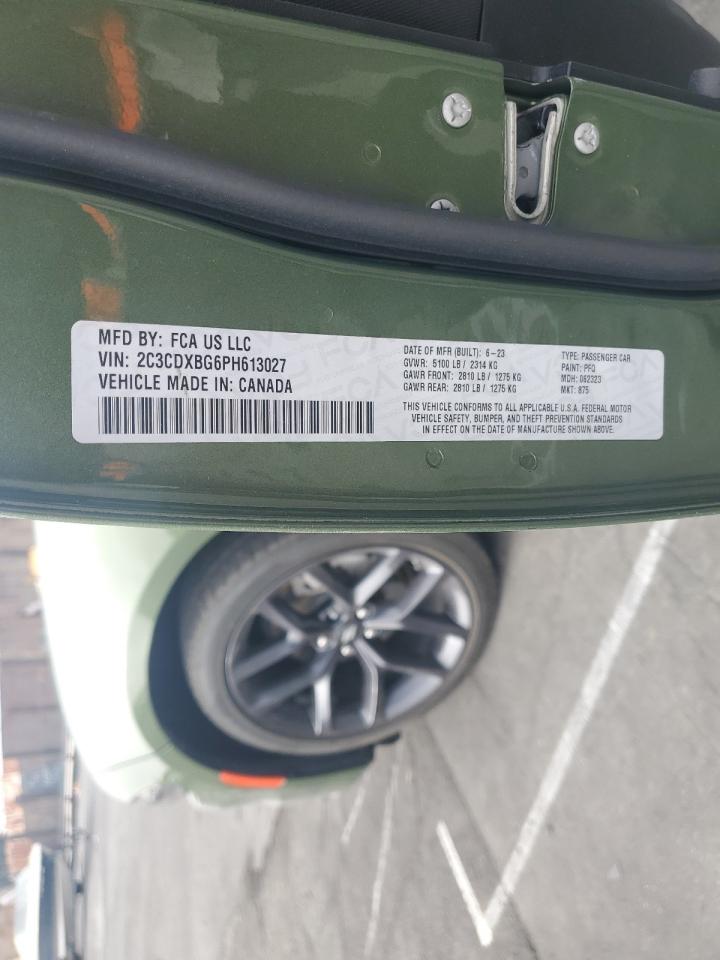 MFD BY: FCA US LLC
VIN: 2C3CDXBG6PH613027
VEHICLE MADE IN: CANADA
DATE OF MFR (BUILT): 6-23
GVWR: 5100 LB / 2314 KG
GAWR FRONT: 2810 LB / 1275 KG
GAWR REAR: 2810 LB / 1275 KG
TYPE: PASSENGER CAR
PAINT: PFQ
MDH: 062323
MKT: 875
THIS VEHICLE CONFORMS TO ALL APPLICABLE U.S.A. FEDERAL MOTOR
VEHICLE SAFETY, BUMPER, AND THEFT PREVENTION STANDARDS
IN EFFECT ON THE DATE OF MANUFACTURE SHOWN ABOVE.